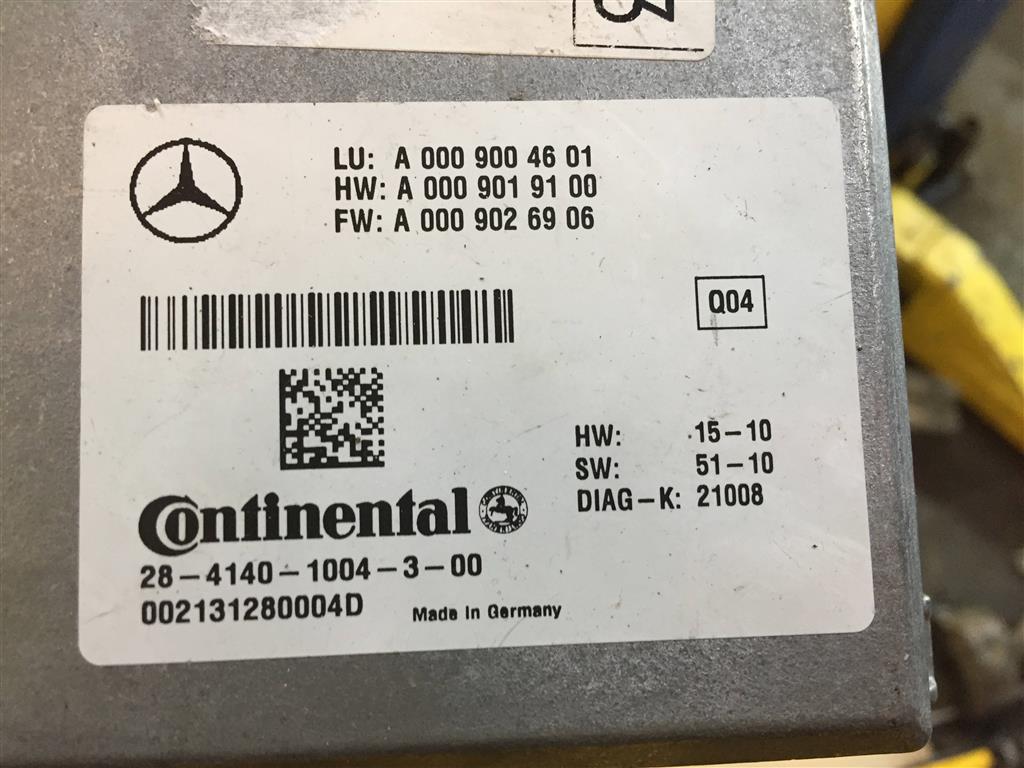 3
LU: A 000 900 46 01
HW: A 000 901 91 00
FW: A 000 902 69 06
Q04
HW: 15-10
SW: 51-10
DIAG-K: 21008
Continental
28-4140-1004-3-00
002131280004D
Made in Germany